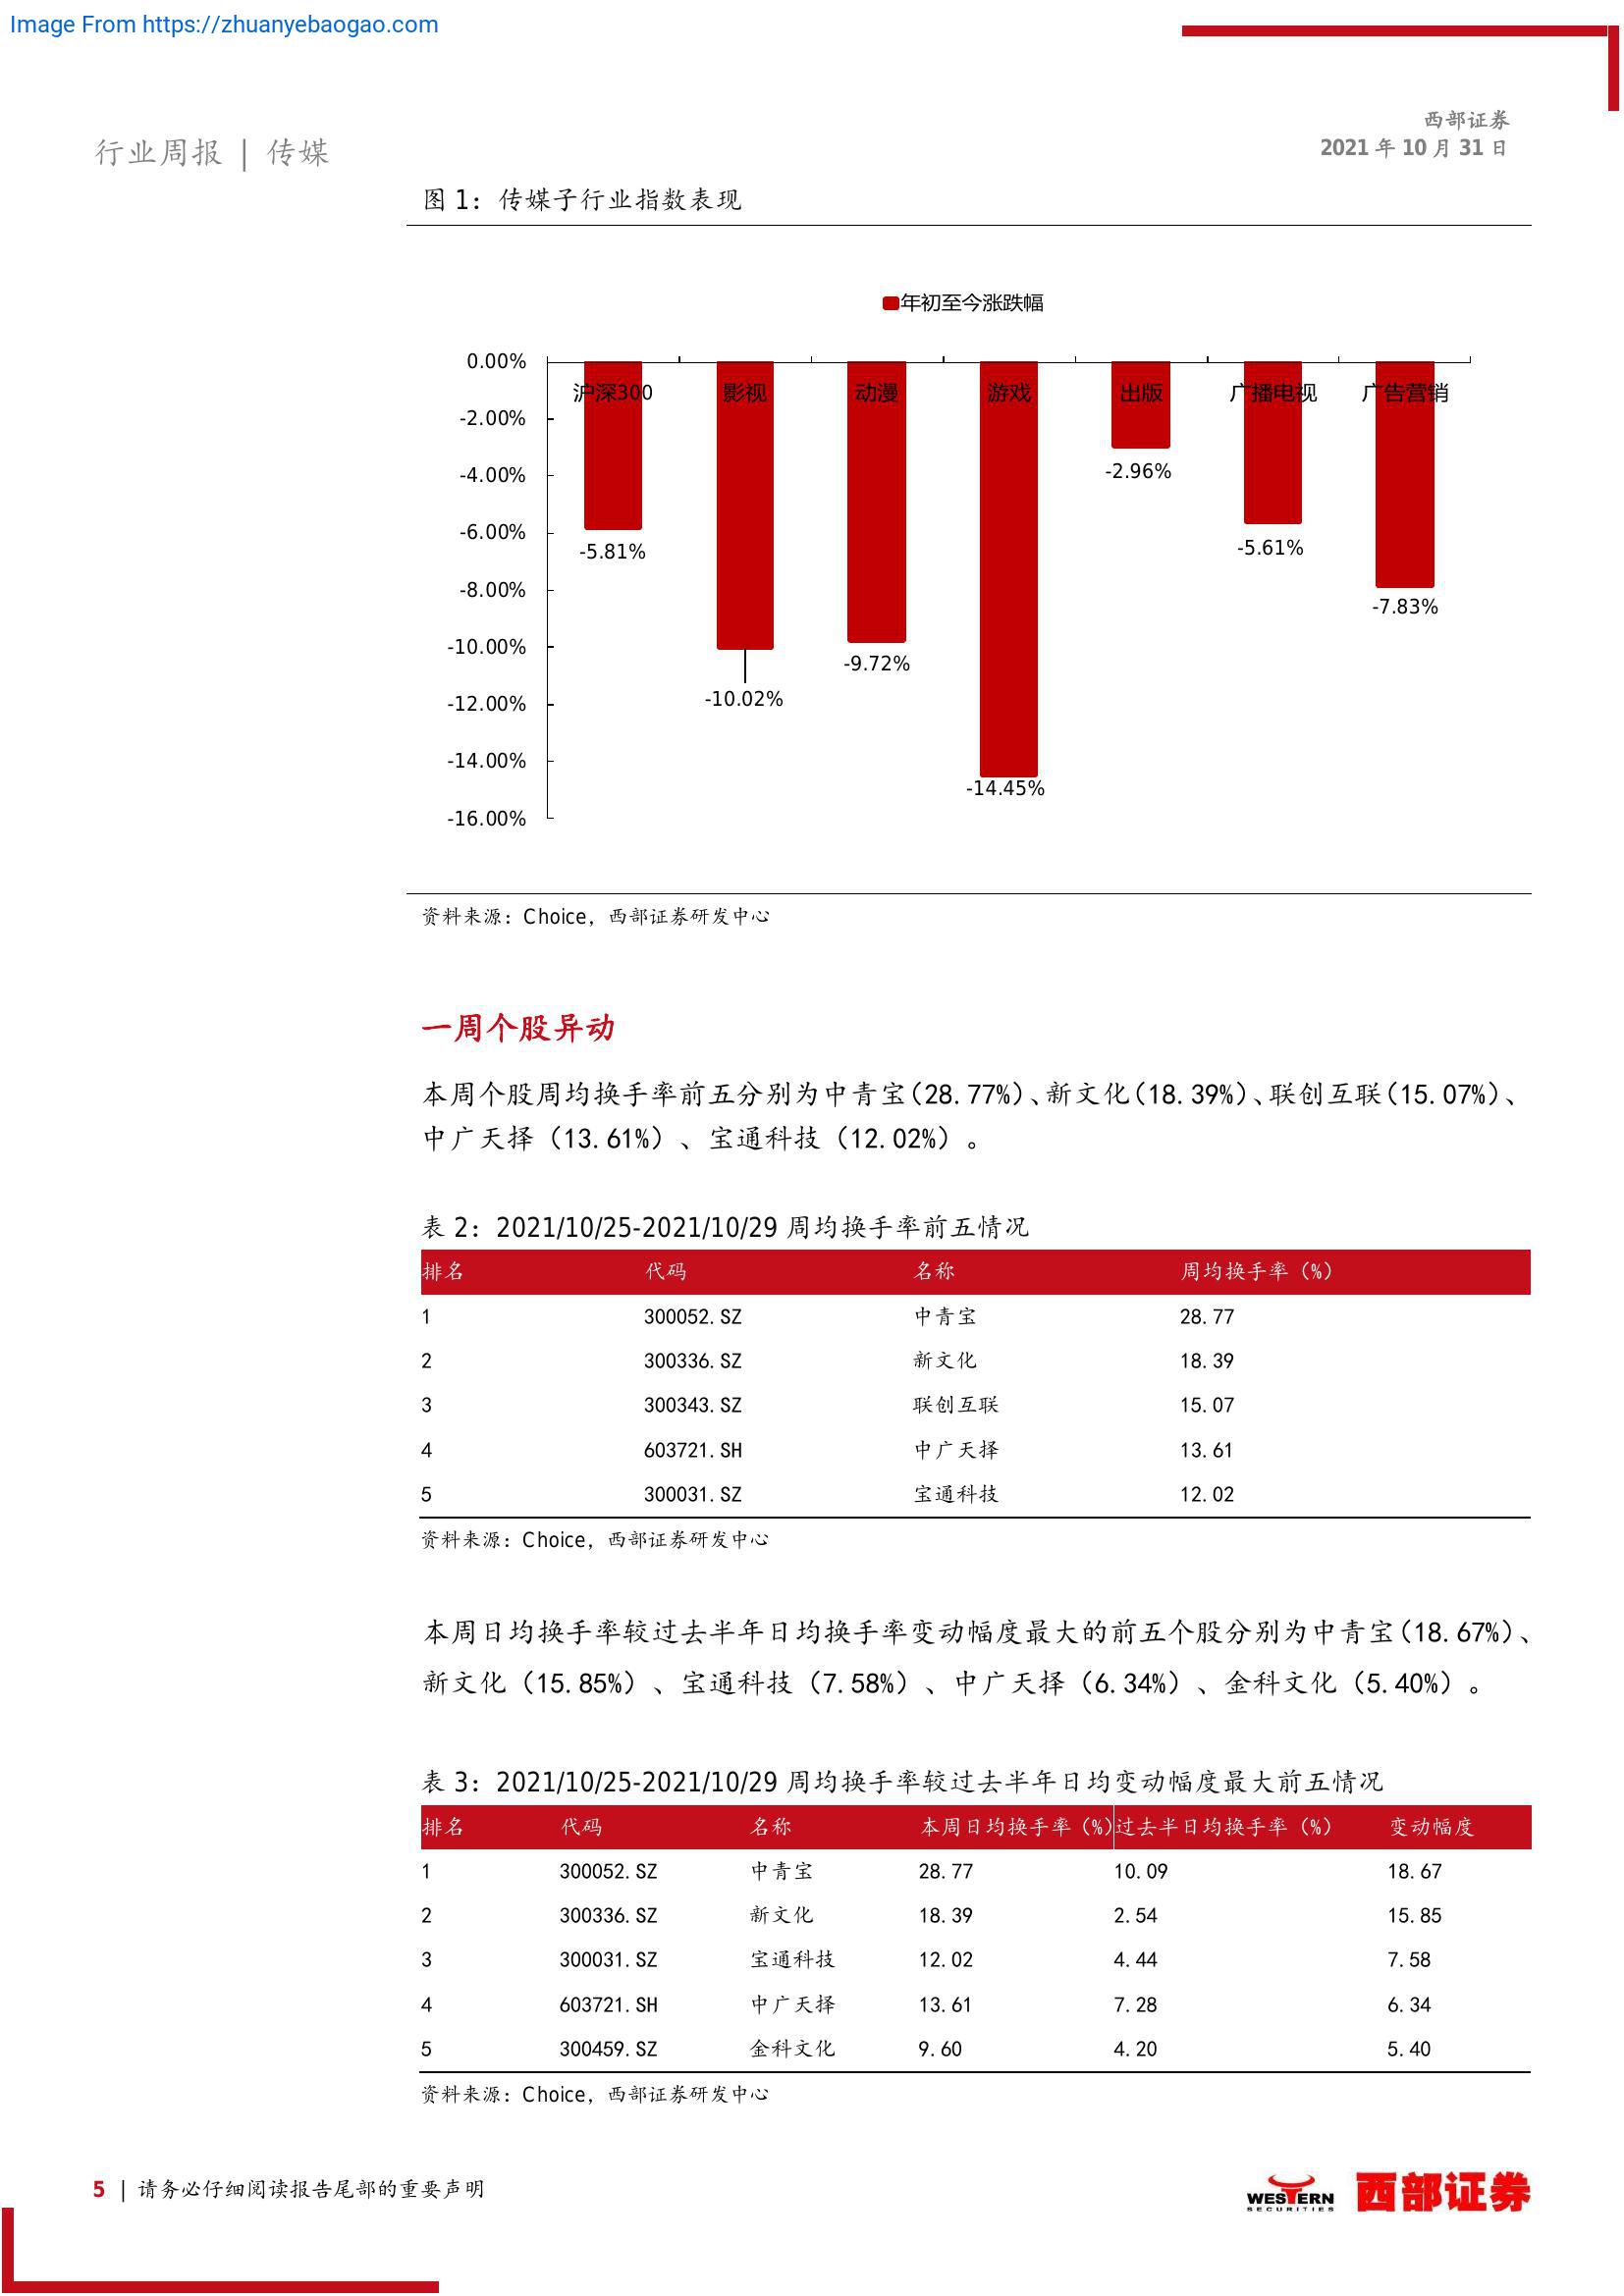 Image From https://zhuanyebaogao.com
西部证券
2021 年 10 月 31 日
行业周报 | 传媒
图 1：传媒子行业指数表现
年初至今涨跌幅
0.00%
-2.00%
-4.00%
-6.00%
-8.00%
-10.00%
-12.00%
-14.00%
-16.00%
沪深300 影视 动漫 游戏 出版 广播电视 广告营销
-5.81% -10.02% -9.72% -14.45% -2.96% -5.61% -7.83%
资料来源：Choice，西部证券研发中心
一周个股异动
本周个股周均换手率前五分别为中青宝（28.77%）、新文化（18.39%）、联创互联（15.07%）、
中广天择（13.61%）、宝通科技（12.02%）。
表 2：2021/10/25-2021/10/29 周均换手率前五情况
排名 代码 名称 周均换手率（%）
1 300052.SZ 中青宝 28.77
2 300336.SZ 新文化 18.39
3 300343.SZ 联创互联 15.07
4 603721.SH 中广天择 13.61
5 300031.SZ 宝通科技 12.02
资料来源：Choice，西部证券研发中心
本周日均换手率较过去半年日均换手率变动幅度最大的前五个股分别为中青宝（18.67%）、
新文化（15.85%）、宝通科技（7.58%）、中广天择（6.34%）、金科文化（5.40%）。
表 3：2021/10/25-2021/10/29 周均换手率较过去半年日均变动幅度最大前五情况
排名 代码 名称 本周日均换手率（%） 过去半日均换手率（%） 变动幅度
1 300052.SZ 中青宝 28.77 10.09 18.67
2 300336.SZ 新文化 18.39 2.54 15.85
3 300031.SZ 宝通科技 12.02 4.44 7.58
4 603721.SH 中广天择 13.61 7.28 6.34
5 300459.SZ 金科文化 9.60 4.20 5.40
资料来源：Choice，西部证券研发中心
5 | 请务必仔细阅读报告尾部的重要声明
WESTERN
SECURITIES
西部证券